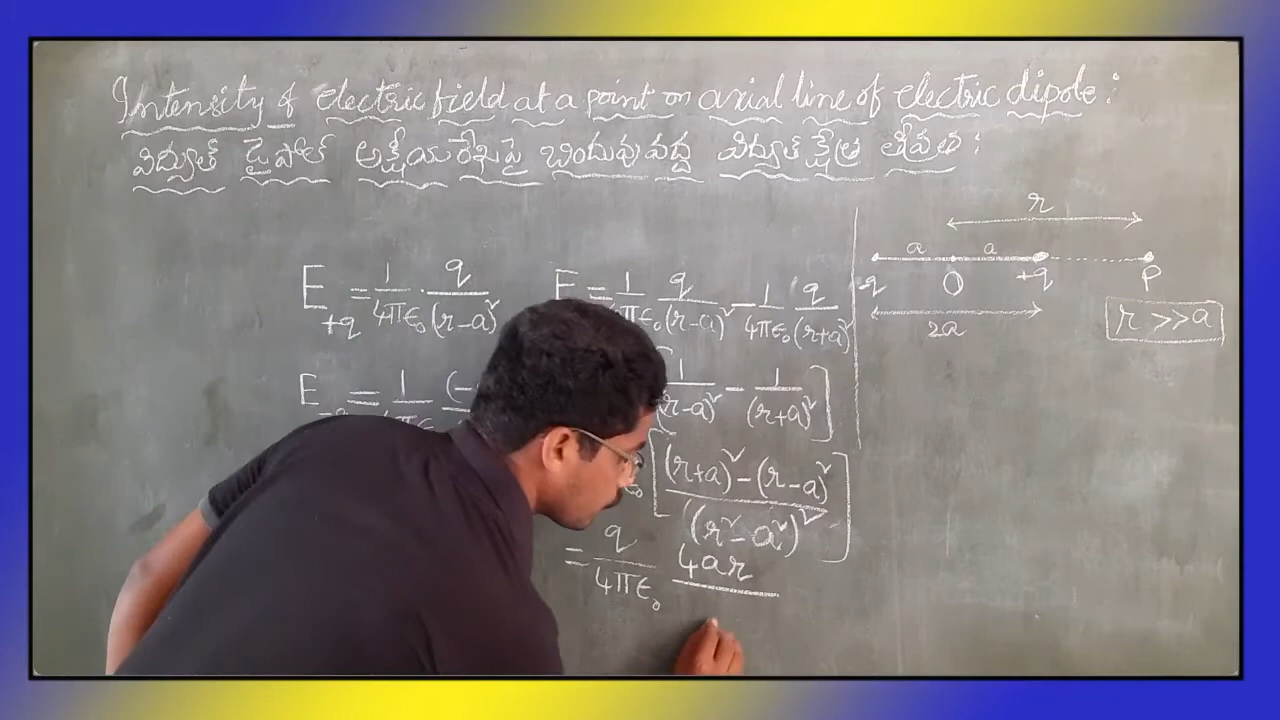 Intensity of electric field at a point on axial line of electric dipole :
విద్యుత్ డైపోల్ అక్షీయ రేఖపై బిందువు వద్ద విద్యుత్ క్షేత్ర తీవ్రత :
r
a a
-q O +q P
2a
r >> a
E+q = 1/4πϵ₀ · q/(r-a)² E = 1/4πϵ₀ q/(r-a)² - 1/4πϵ₀ q/(r+a)²
E = 1/4πϵ₀ (- 1/(r-a)² - 1/(r+a)² ]
[ (r+a)² - (r-a)² / (r² - a²)² ]
= q/4πϵ₀ 4ar